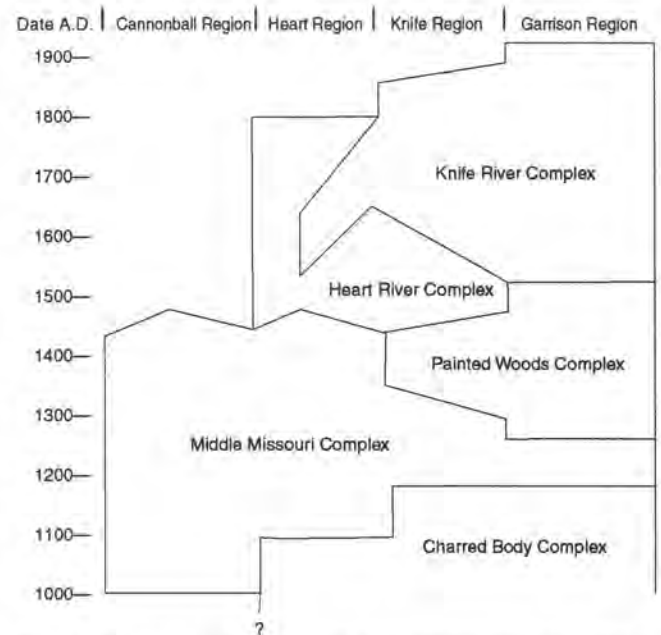 Date A.D. Cannonball Region Heart Region Knife Region Garrison Region
1900—
1800—
Knife River Complex
1700—
1600—
Heart River Complex
1500—
1400—
Painted Woods Complex
1300—
Middle Missouri Complex
1200—
1100—
Charred Body Complex
1000—
?